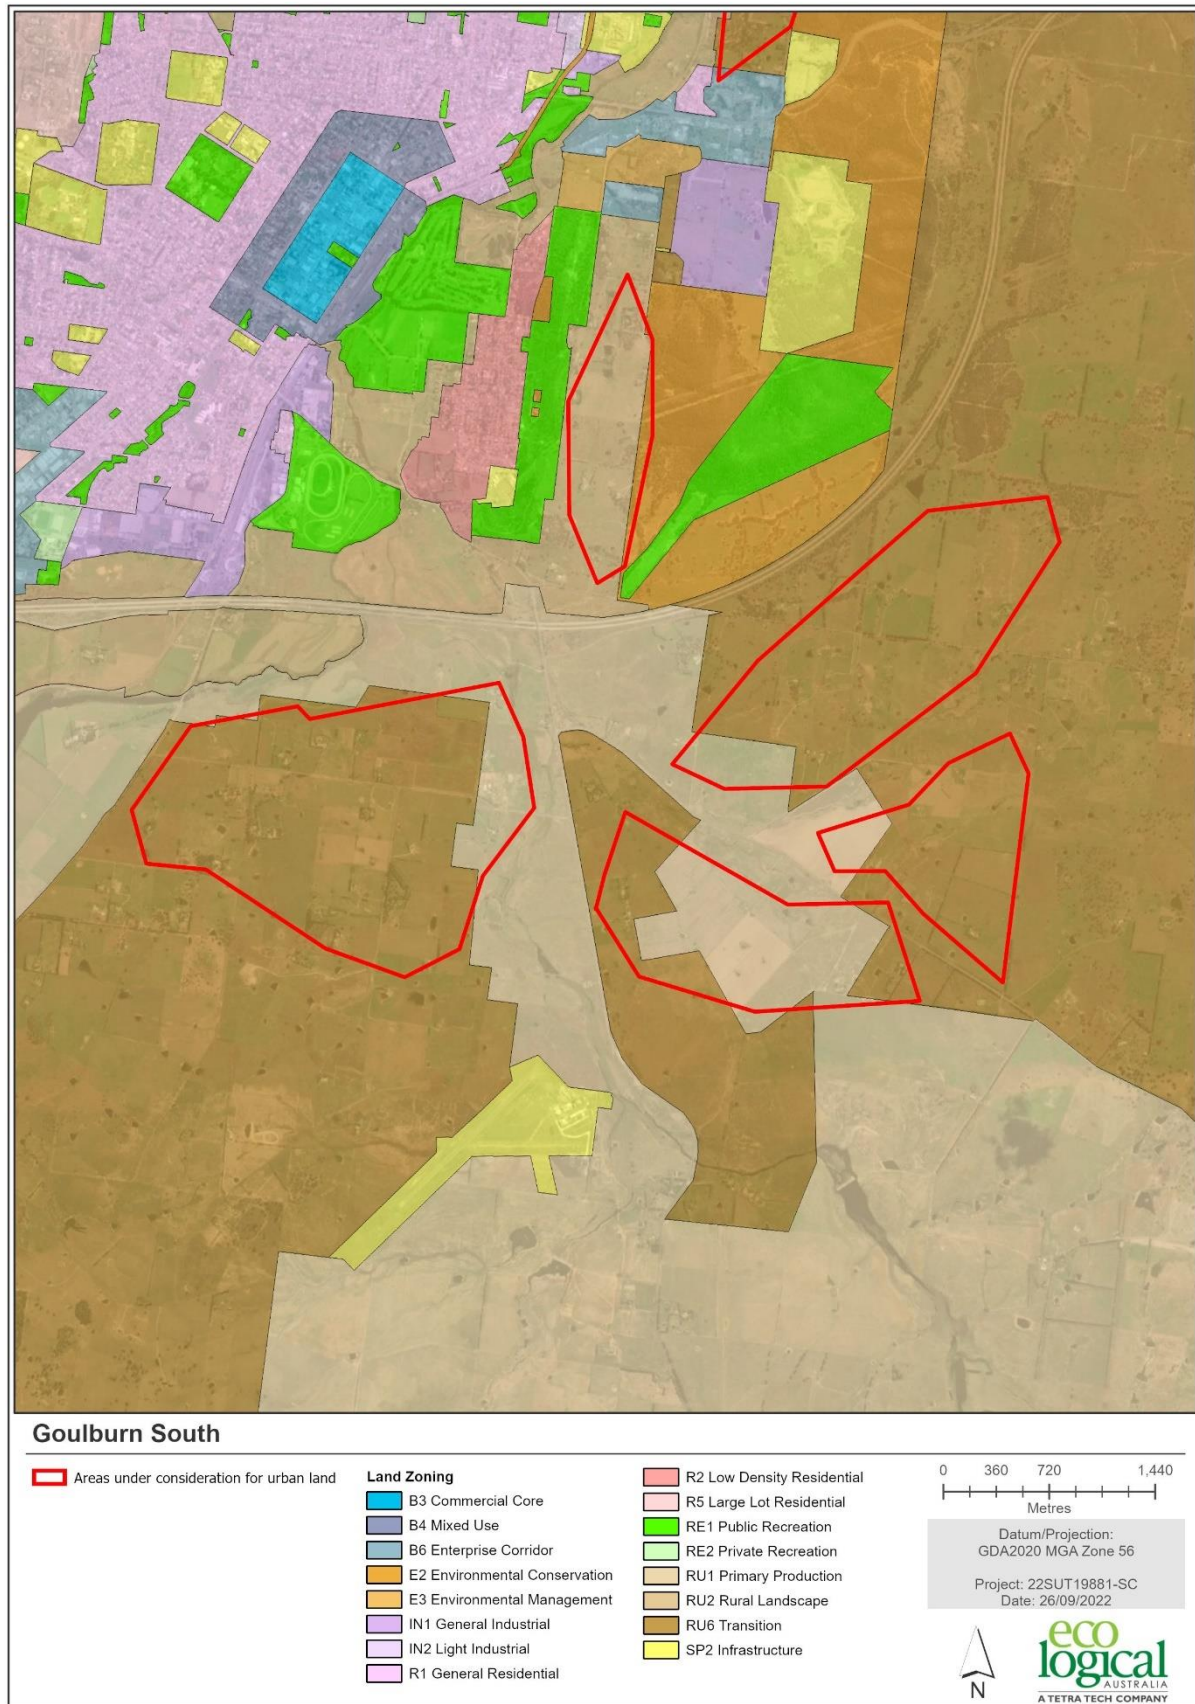 Goulburn South
Areas under consideration for urban land
Land Zoning
B3 Commercial Core
B4 Mixed Use
B6 Enterprise Corridor
E2 Environmental Conservation
E3 Environmental Management
IN1 General Industrial
IN2 Light Industrial
R1 General Residential
R2 Low Density Residential
R5 Large Lot Residential
RE1 Public Recreation
RE2 Private Recreation
RU1 Primary Production
RU2 Rural Landscape
RU6 Transition
SP2 Infrastructure
0 360 720 1,440
Metres
Datum/Projection:
GDA2020 MGA Zone 56
Project: 22SUT19881-SC
Date: 26/09/2022
N
eco
logical
AUSTRALIA
A TETRA TECH COMPANY